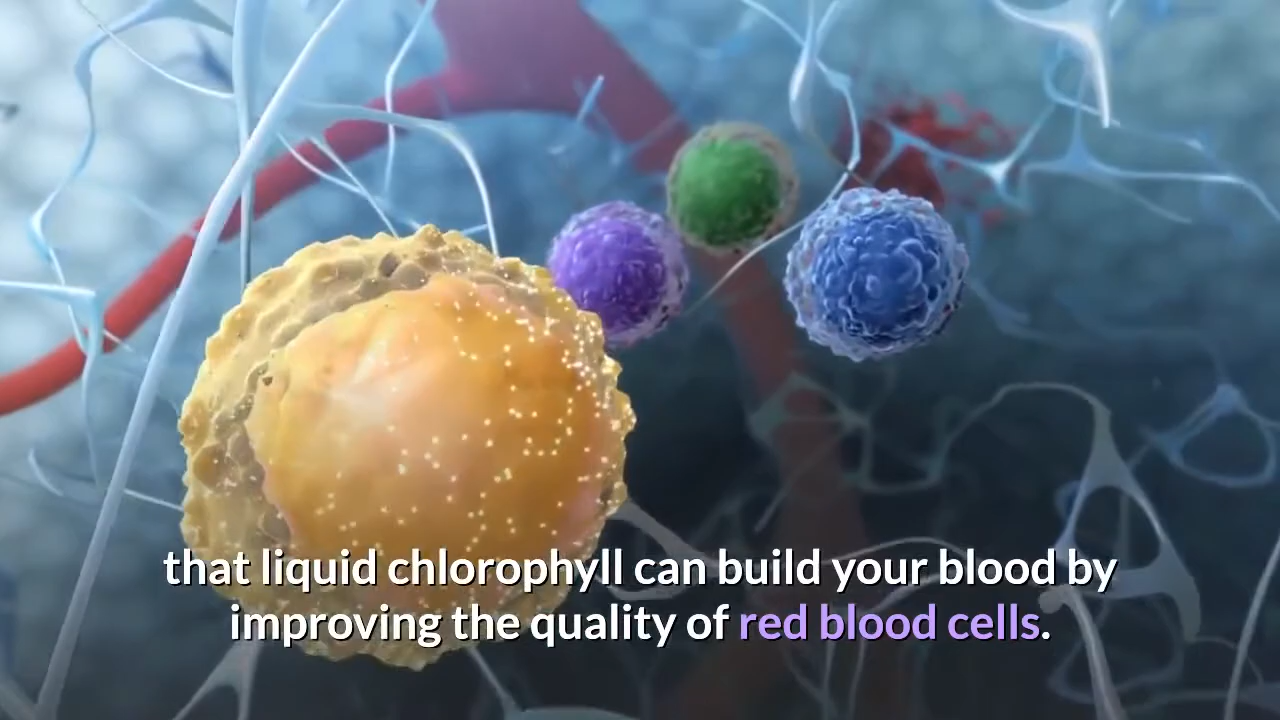 that liquid chlorophyll can build your blood by
improving the quality of red blood cells.